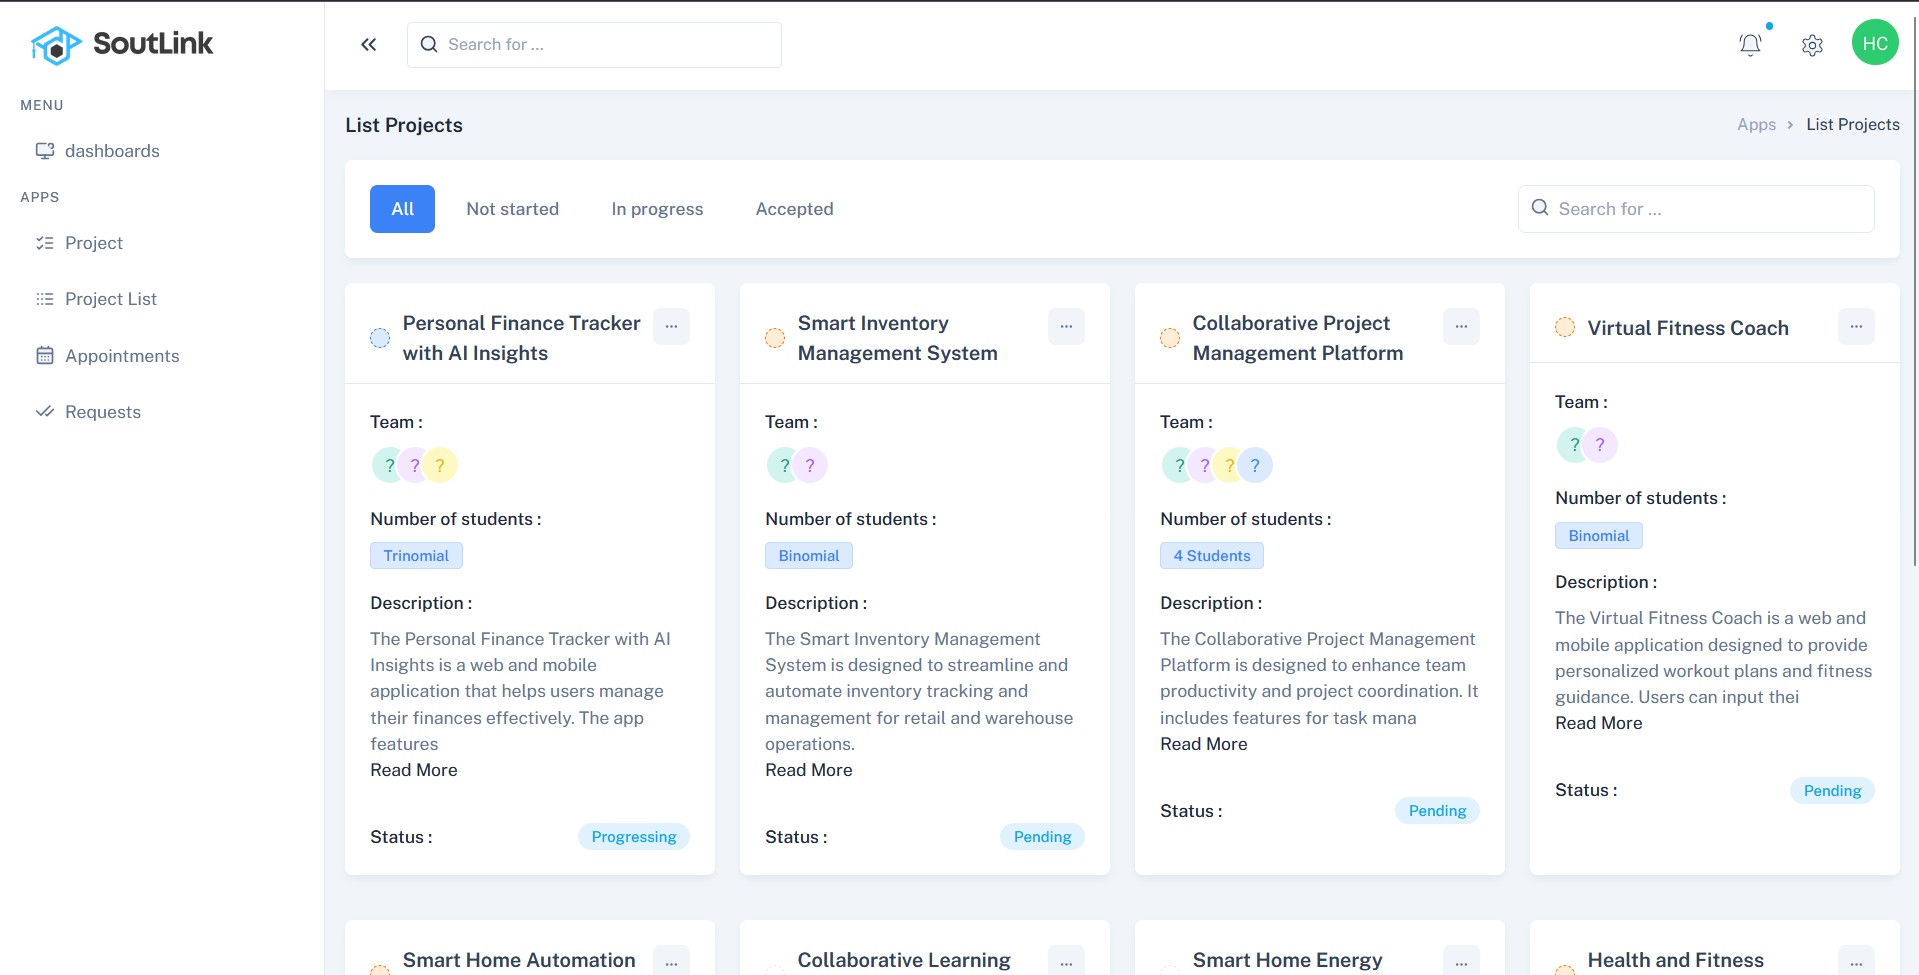 SoutLink
Search for ...
HC
MENU
dashboards
APPS
Project
Project List
Appointments
Requests
List Projects
Apps > List Projects
All
Not started
In progress
Accepted
Search for ...
Personal Finance Tracker
with AI Insights
...
Team :
? ? ?
Number of students :
Trinomial
Description :
The Personal Finance Tracker with AI
Insights is a web and mobile
application that helps users manage
their finances effectively. The app
features
Read More
Status :
Progressing
Smart Inventory
Management System
...
Team :
? ?
Number of students :
Binomial
Description :
The Smart Inventory Management
System is designed to streamline and
automate inventory tracking and
management for retail and warehouse
operations.
Read More
Status :
Pending
Collaborative Project
Management Platform
...
Team :
? ? ? ?
Number of students :
4 Students
Description :
The Collaborative Project Management
Platform is designed to enhance team
productivity and project coordination. It
includes features for task mana
Read More
Status :
Pending
Virtual Fitness Coach
...
Team :
? ?
Number of students :
Binomial
Description :
The Virtual Fitness Coach is a web and
mobile application designed to provide
personalized workout plans and fitness
guidance. Users can input thei
Read More
Status :
Pending
Smart Home Automation
...
Collaborative Learning
...
Smart Home Energy
...
Health and Fitness
...